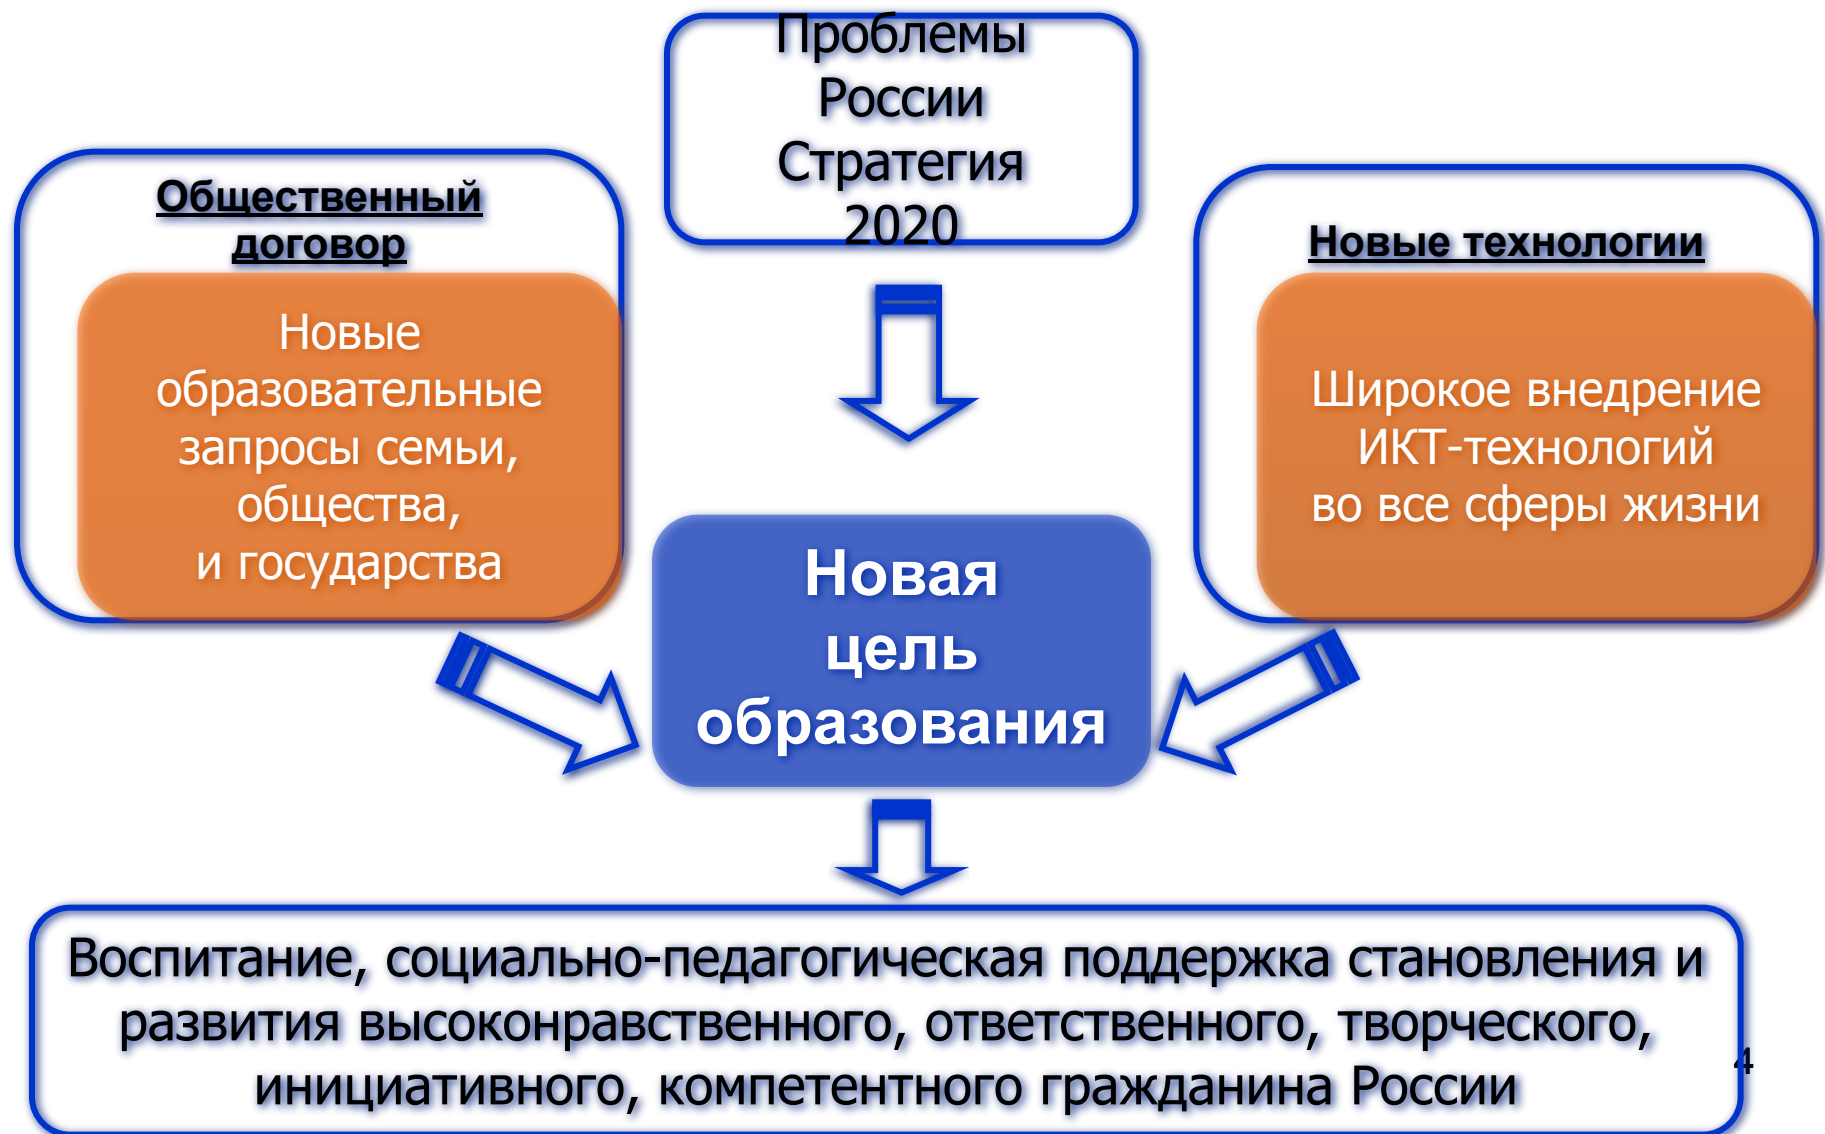 Проблемы
России
Стратегия
2020
Общественный
договор
Новые
образовательные
запросы семьи,
общества,
и государства
Новые технологии
Широкое внедрение
ИКТ-технологий
во все сферы жизни
Новая
цель
образования
Воспитание, социально-педагогическая поддержка становления и
развития высоконравственного, ответственного, творческого,
инициативного, компетентного гражданина России
4